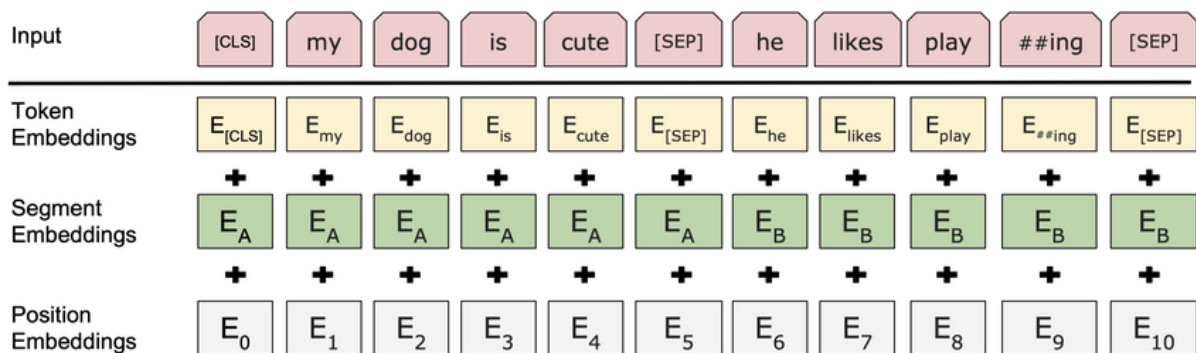 Input [CLS] my dog is cute [SEP] he likes play ##ing [SEP]
Token
Embeddings E[CLS] Emy Edog Eis Ecute E[SEP] Ehe Elikes Eplay E##ing E[SEP]
+ + + + + + + + + + +
Segment
Embeddings EA EA EA EA EA EA EB EB EB EB EB
+ + + + + + + + + + +
Position
Embeddings E0 E1 E2 E3 E4 E5 E6 E7 E8 E9 E10